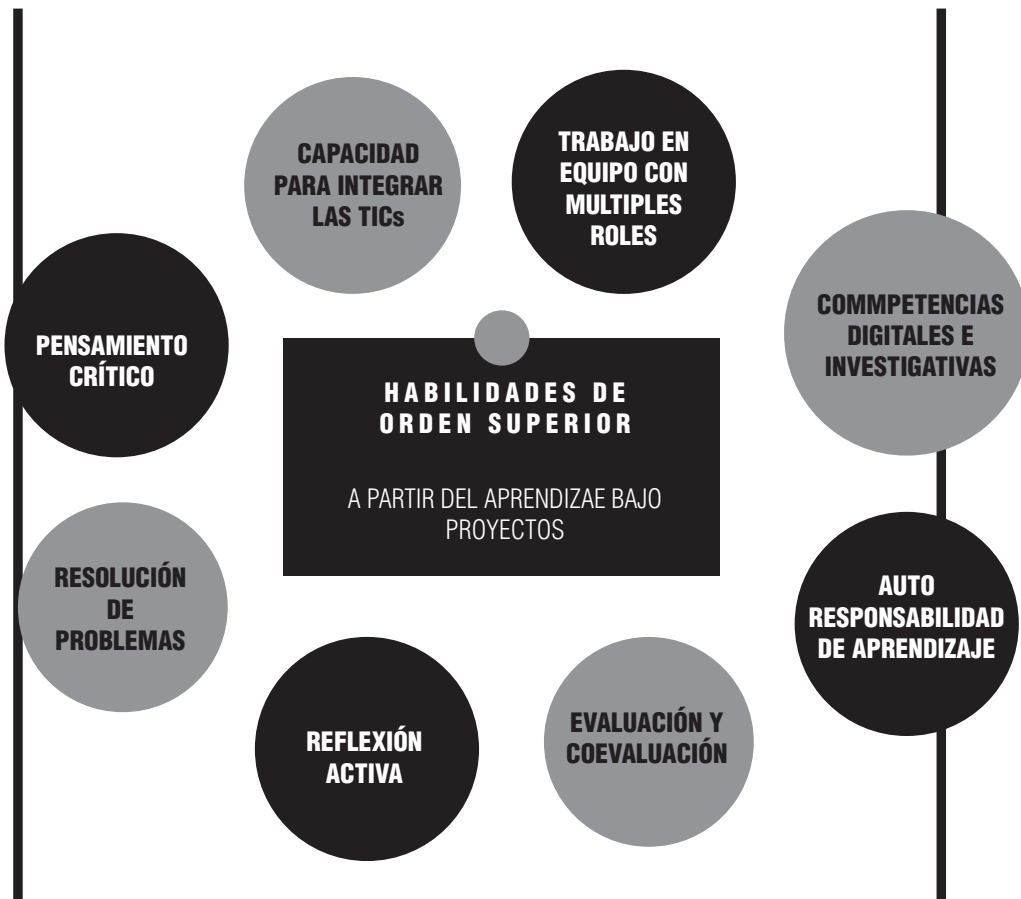 CAPACIDAD
PARA INTEGRAR
LAS TICs
TRABAJO EN
EQUIPO CON
MULTIPLES
ROLES
PENSAMIENTO
CRÍTICO
COMMPETENCIAS
DIGITALES E
INVESTIGATIVAS
HABILIDADES DE
ORDEN SUPERIOR
A PARTIR DEL APRENDIZAE BAJO
PROYECTOS
RESOLUCIÓN
DE
PROBLEMAS
AUTO
RESPONSABILIDAD
DE APRENDIZAJE
REFLEXIÓN
ACTIVA
EVALUACIÓN Y
COEVALUACIÓN